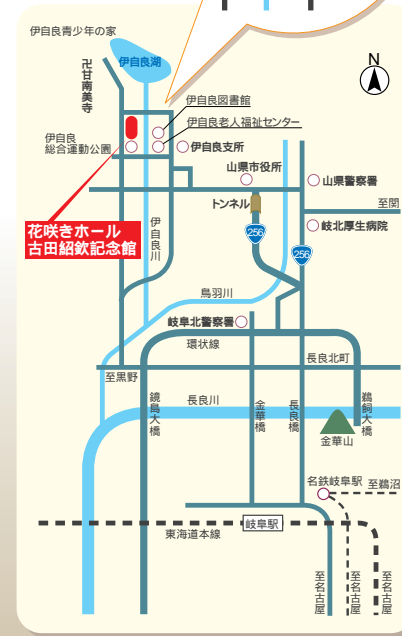 伊自良青少年の家
伊自良湖
卍甘南美寺
N
伊自良図書館
伊自良老人福祉センター
伊自良
総合運動公園
伊自良支所
山県市役所
山県警察署
トンネル
至関
花咲きホール
古田紹欽記念館
伊自良川
256
岐北厚生病院
256
鳥羽川
岐阜北警察署
環状線
長良北町
至黒野
鏡島大橋
長良川
金華橋
長良橋
鵜飼大橋
金華山
名鉄岐阜駅
至鵜沼
岐阜駅
東海道本線
至名古屋
至名古屋
至名古屋